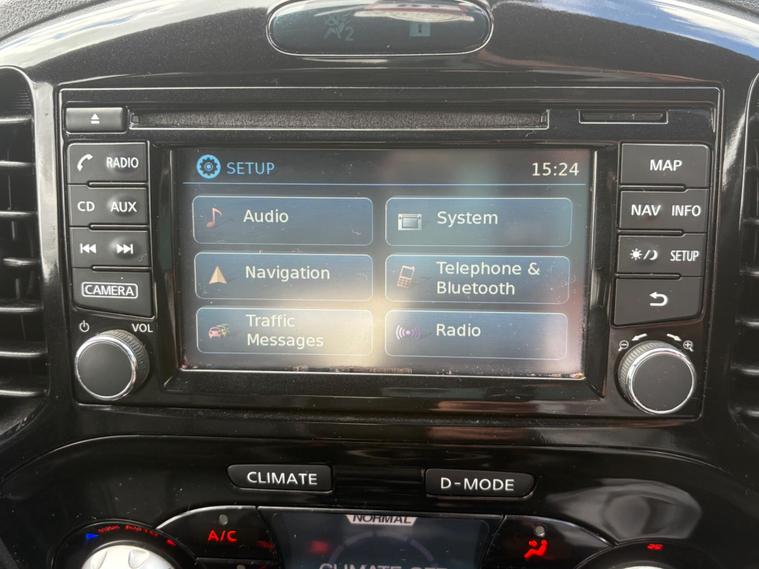 SETUP 15:24
RADIO
MAP
Audio
System
CD AUX
NAV INFO
Navigation
Telephone &
Bluetooth
SETUP
CAMERA
Traffic
Messages
Radio
VOL
CLIMATE
D-MODE
NORMAL
A/C